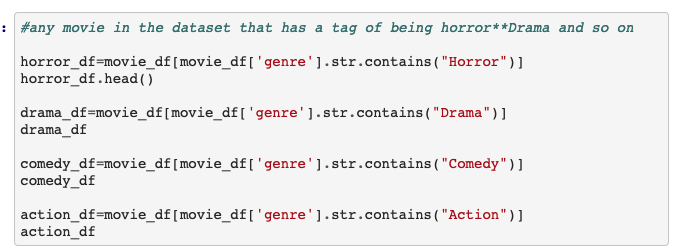 : #any movie in the dataset that has a tag of being horror**Drama and so on
horror_df=movie_df[movie_df['genre'].str.contains("Horror")]
horror_df.head()
drama_df=movie_df[movie_df['genre'].str.contains("Drama")]
drama_df
comedy_df=movie_df[movie_df['genre'].str.contains("Comedy")]
comedy_df
action_df=movie_df[movie_df['genre'].str.contains("Action")]
action_df